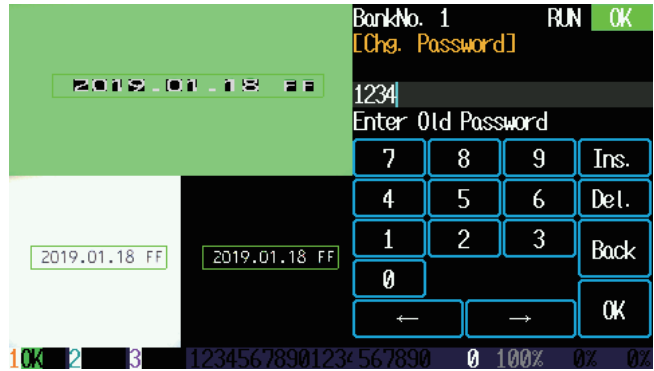 BankNo. 1 RUN OK
[Chg. Password]
2019.01.18 FF
1234
Enter Old Password
7 8 9 Ins.
4 5 6 Del.
1 2 3 Back
2019.01.18 FF
2019.01.18 FF
0
← → OK
1OK 2 3 12345678901234567890 0 100% 0% 0%